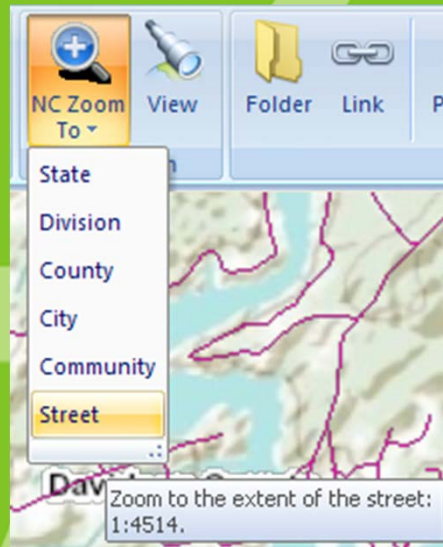 NC Zoom
To
View
Folder
Link
P
State
Division
County
City
Community
Street
Zoom to the extent of the street:
1:4514.